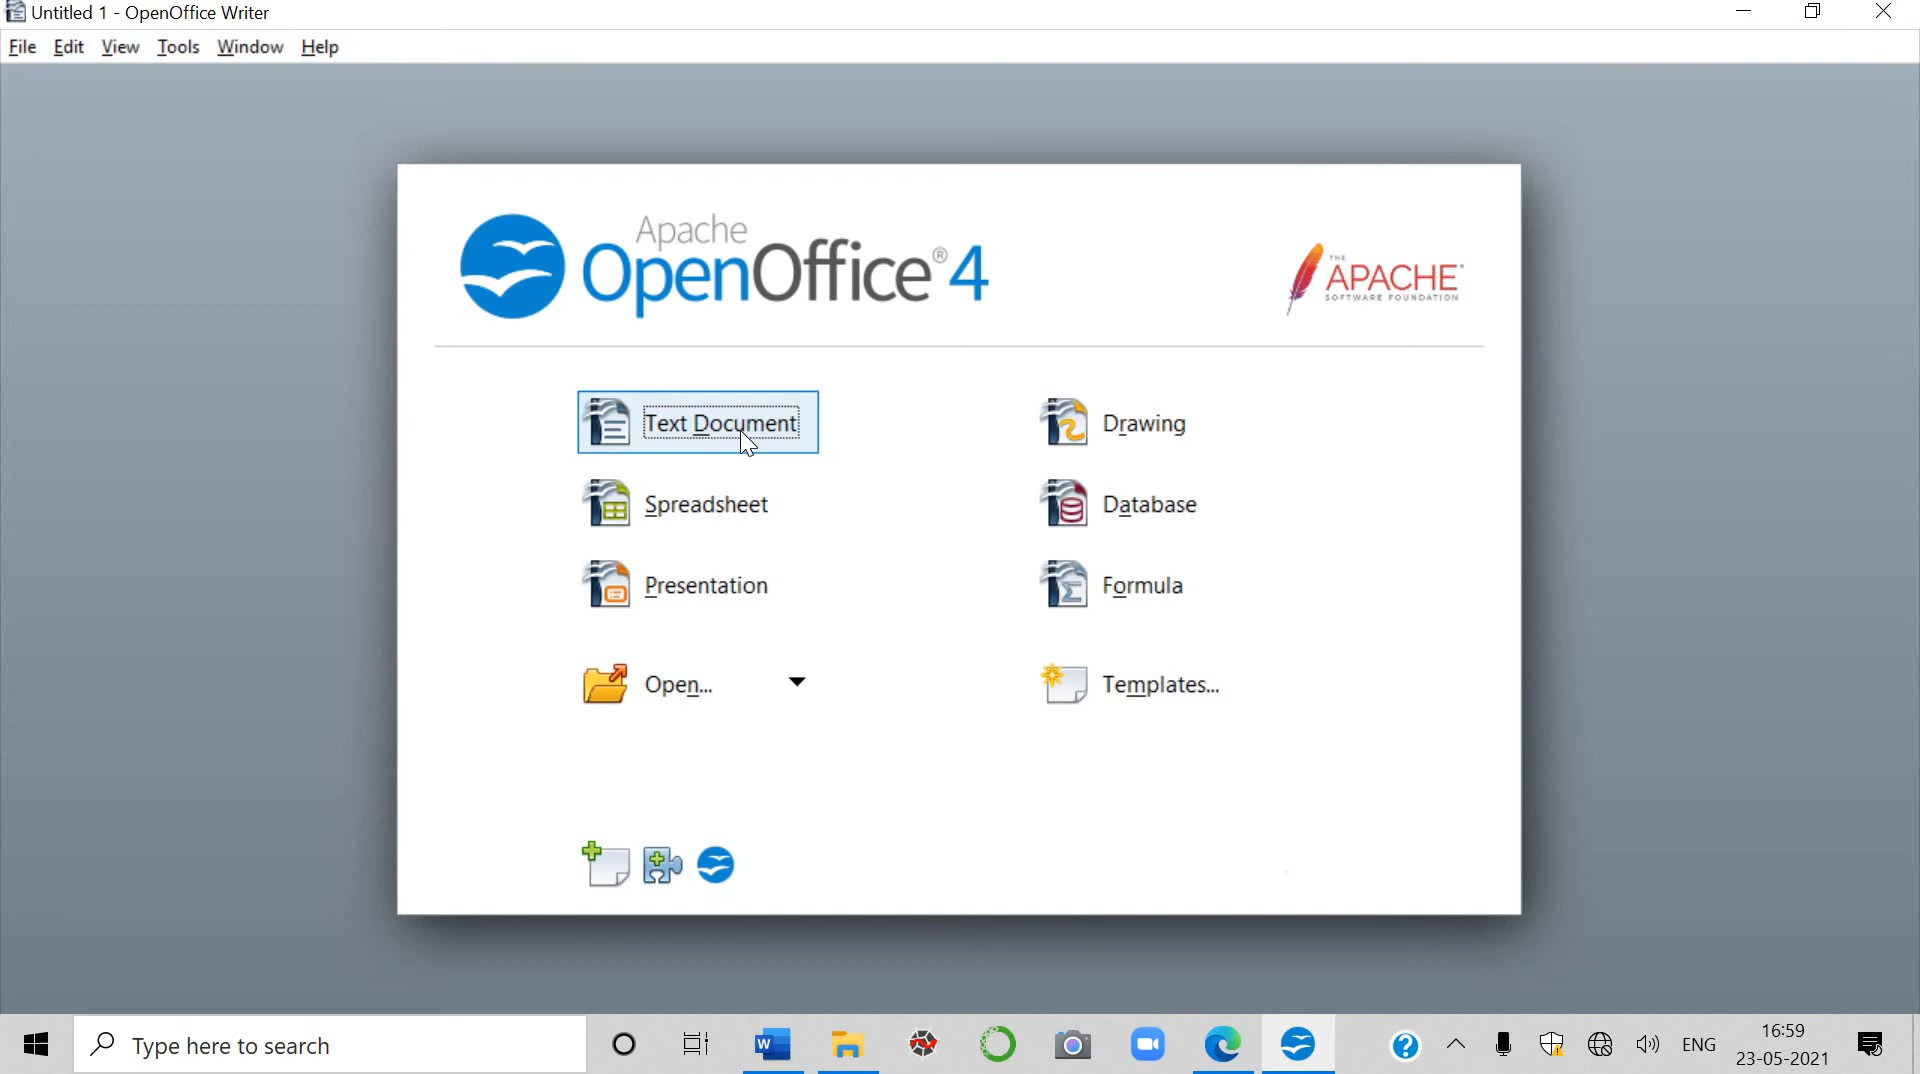 Untitled 1 - OpenOffice Writer
File Edit View Tools Window Help
Apache
OpenOffice® 4
THE
APACHE™
SOFTWARE FOUNDATION
Text Document
Drawing
Spreadsheet
Database
Presentation
Formula
Open...
Templates...
Type here to search
W
?
ENG
16:59
23-05-2021